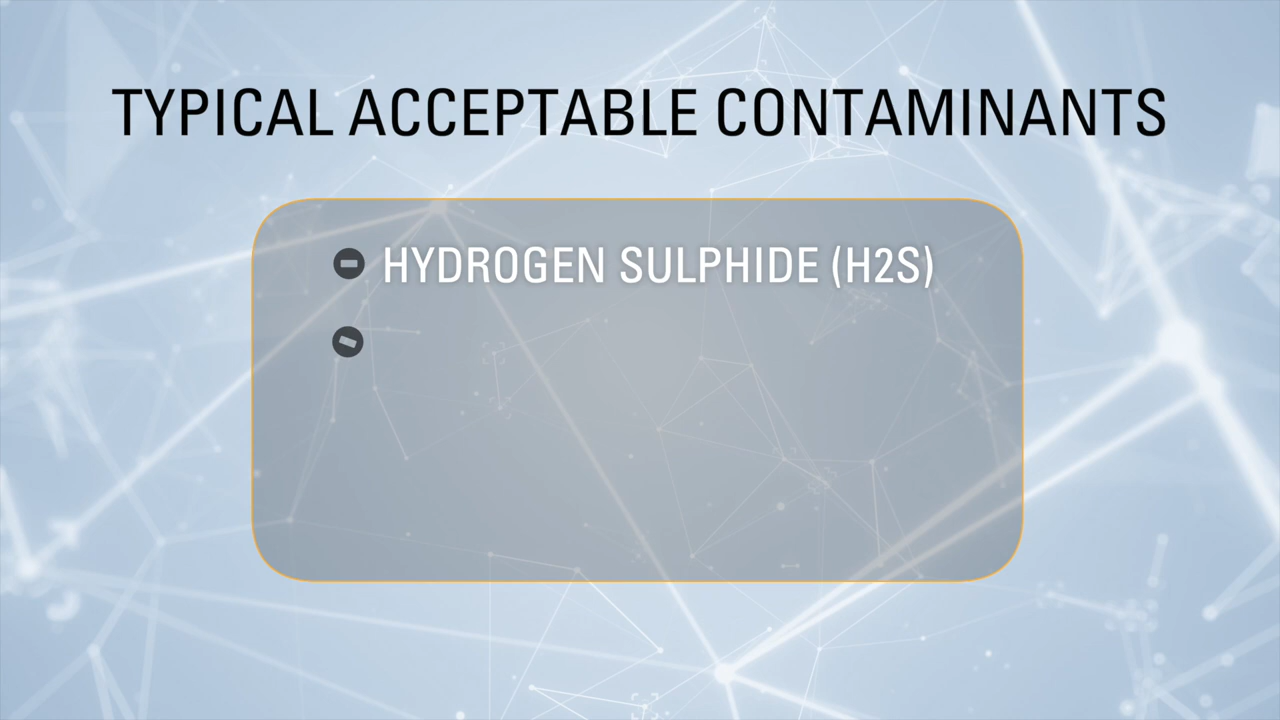 TYPICAL ACCEPTABLE CONTAMINANTS
HYDROGEN SULPHIDE (H2S)